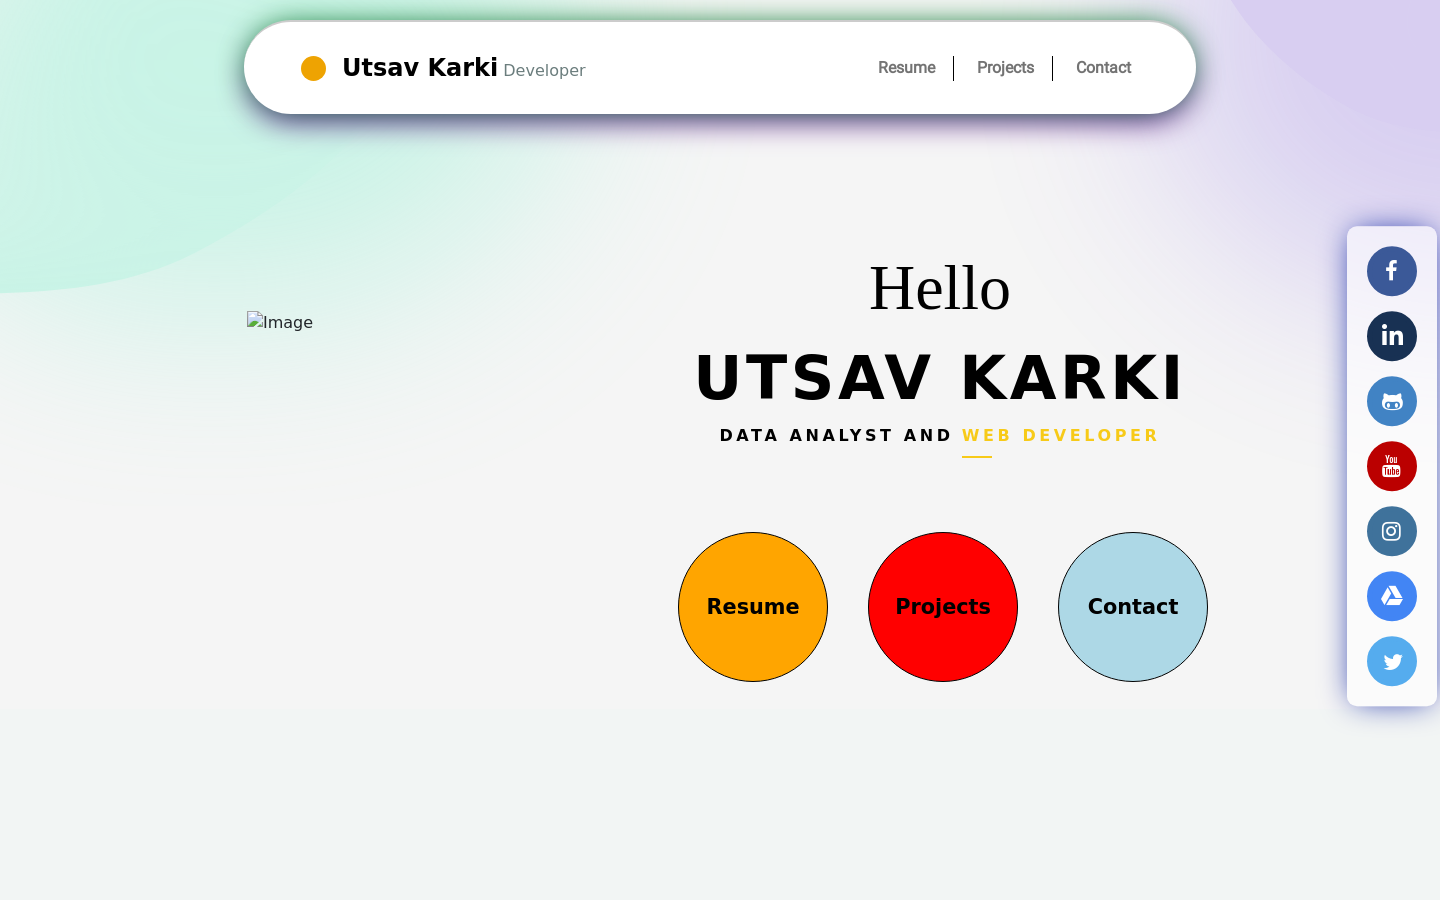 Utsav Karki Developer
Resume
Projects
Contact
Image
Hello
UTSAV KARKI
DATA ANALYST AND WEB DEVELOPER
Resume
Projects
Contact
f
in
You
Tube